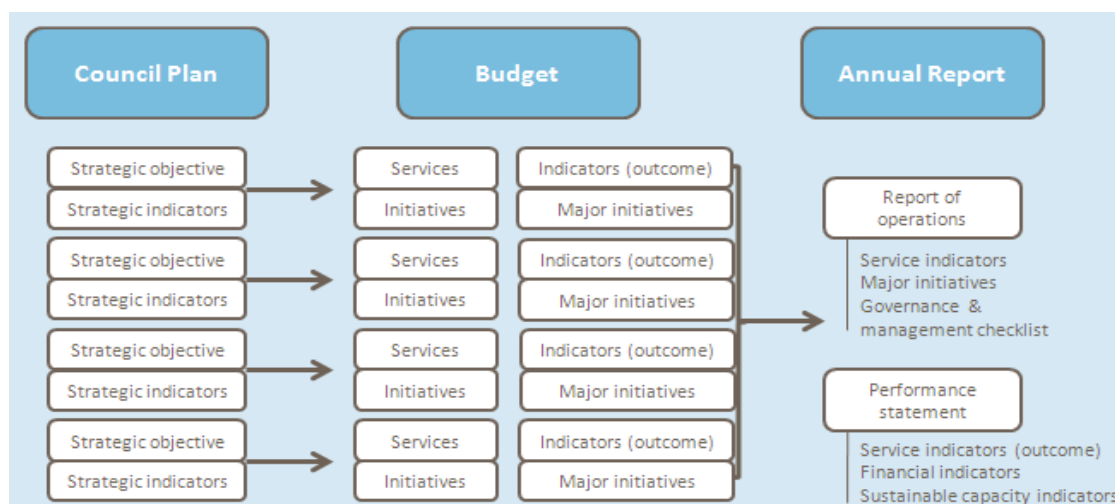 Council Plan
Budget
Annual Report
Strategic objective
Strategic indicators
Services
Initiatives
Indicators (outcome)
Major initiatives
Strategic objective
Strategic indicators
Services
Initiatives
Indicators (outcome)
Major initiatives
Strategic objective
Strategic indicators
Services
Initiatives
Indicators (outcome)
Major initiatives
Strategic objective
Strategic indicators
Services
Initiatives
Indicators (outcome)
Major initiatives
Report of
operations
Service indicators
Major initiatives
Governance &
management checklist
Performance
statement
Service indicators (outcome)
Financial indicators
Sustainable capacity indicators